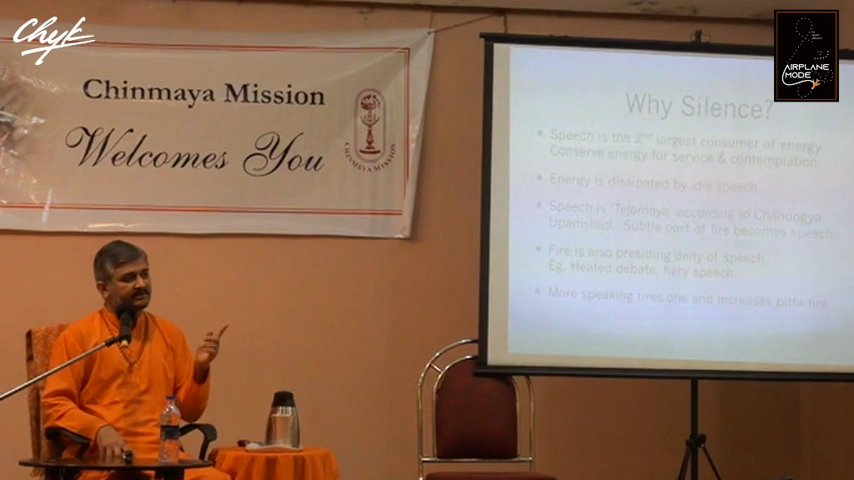 Chyk
AIRPLANE
MODE
Chinmaya Mission
Welcomes You
CHINMAYA MISSION
Why Silence?
• Speech is the 2nd largest consumer of energy
Conserve energy for service & contemplation.
• Energy is dissipated by idle speech
• Speech is 'Tejomaya' according to Chandogya
Upanishad.. Subtle part of fire becomes speech
• Fire is also presiding deity of speech.
Eg. Heated debate, fiery speech...
• More speaking tires one and increases pitta-fire